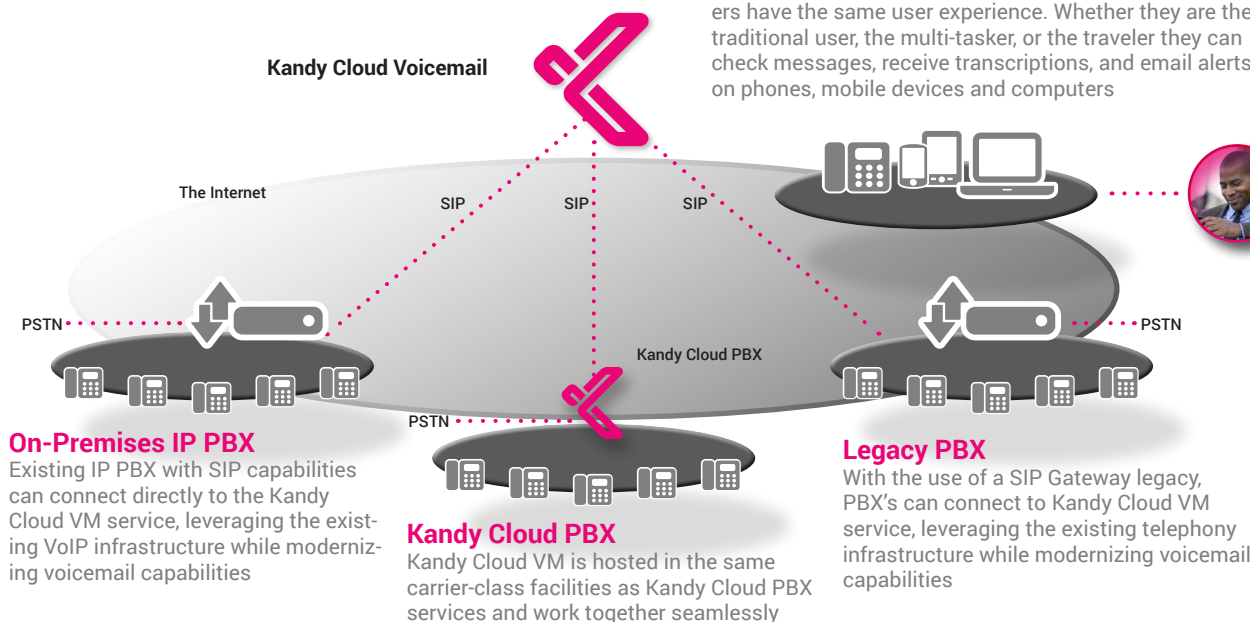 ers have the same user experience. Whether they are the
traditional user, the multi-tasker, or the traveler they can
check messages, receive transcriptions, and email alerts
on phones, mobile devices and computers
Kandy Cloud Voicemail
The Internet
SIP
SIP
SIP
PSTN
PSTN
Kandy Cloud PBX
PSTN
On-Premises IP PBX
Existing IP PBX with SIP capabilities
can connect directly to the Kandy
Cloud VM service, leveraging the exist-
ing VoIP infrastructure while moderniz-
ing voicemail capabilities
Kandy Cloud PBX
Kandy Cloud VM is hosted in the same
carrier-class facilities as Kandy Cloud PBX
services and work together seamlessly
Legacy PBX
With the use of a SIP Gateway legacy,
PBX's can connect to Kandy Cloud VM
service, leveraging the existing telephony
infrastructure while modernizing voicemail
capabilities